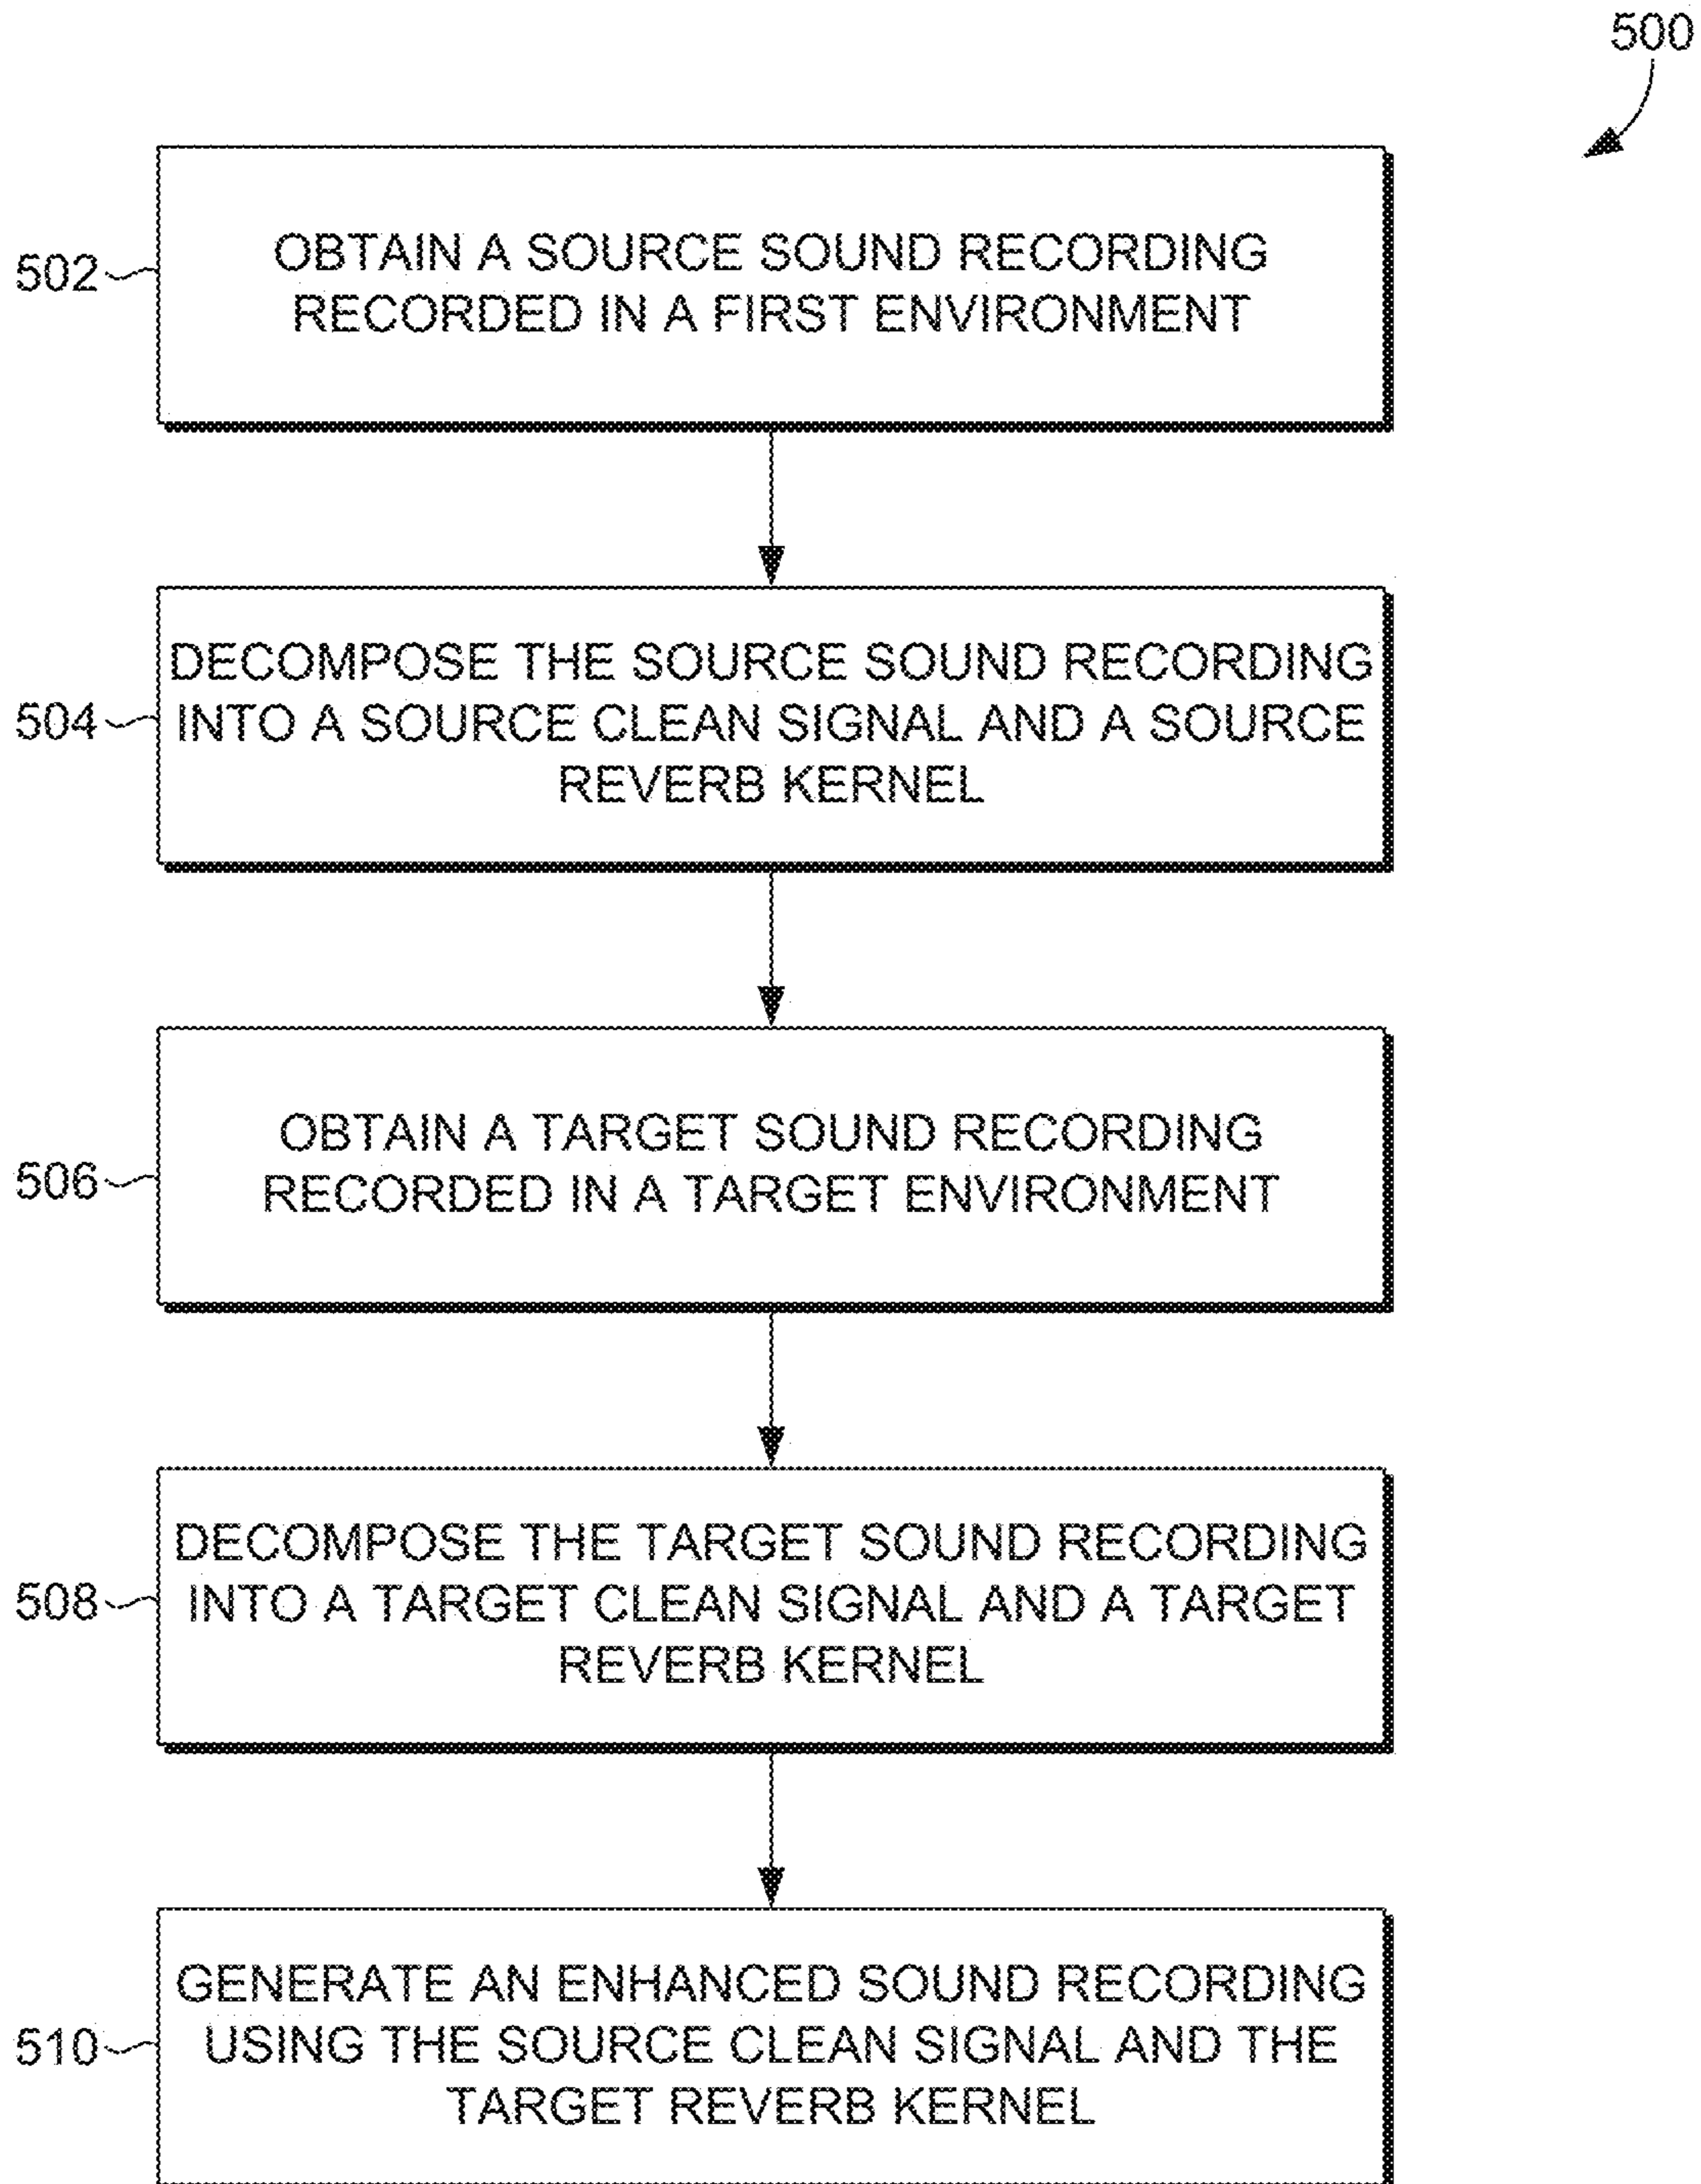 500
502
OBTAIN A SOURCE SOUND RECORDING
RECORDED IN A FIRST ENVIRONMENT
504
DECOMPOSE THE SOURCE SOUND RECORDING
INTO A SOURCE CLEAN SIGNAL AND A SOURCE
REVERB KERNEL
506
OBTAIN A TARGET SOUND RECORDING
RECORDED IN A TARGET ENVIRONMENT
508
DECOMPOSE THE TARGET SOUND RECORDING
INTO A TARGET CLEAN SIGNAL AND A TARGET
REVERB KERNEL
510
GENERATE AN ENHANCED SOUND RECORDING
USING THE SOURCE CLEAN SIGNAL AND THE
TARGET REVERB KERNEL